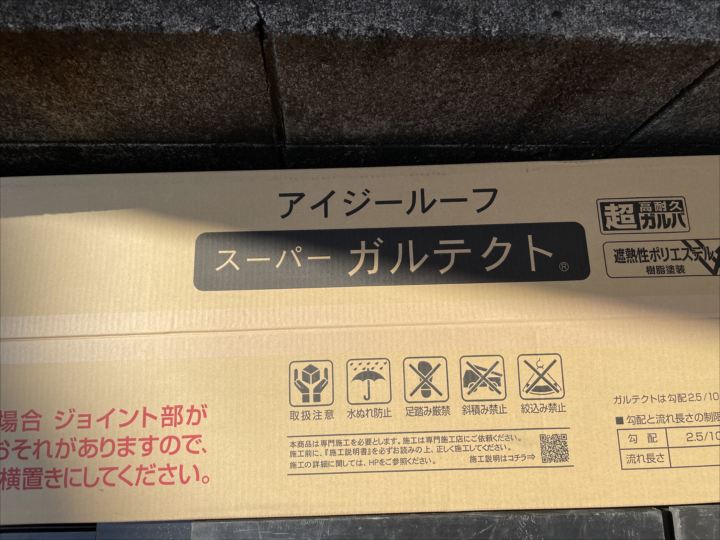 アイジールーフ
スーパー ガルテクト®
超 高耐久 ガルバ
遮熱性ポリエステル
樹脂塗装
取扱注意 水ぬれ防止 足踏み厳禁 斜積み禁止 絞込み禁止
場合 ジョイント部が
おそれがありますので、
横置きにしてください。
本商品は専門施工を必要とします。施工は専門施工店にご依頼ください。
施工前に、『施工説明書』を必ずお読みの上、正しく施工してください。
施工の詳細に関しては、HPをご参照ください。 施工説明はコチラ⇒
ガルテクトは勾配2.5/10
■勾配と流れ長さの制限
勾 配 2.5/10
流れ長さ